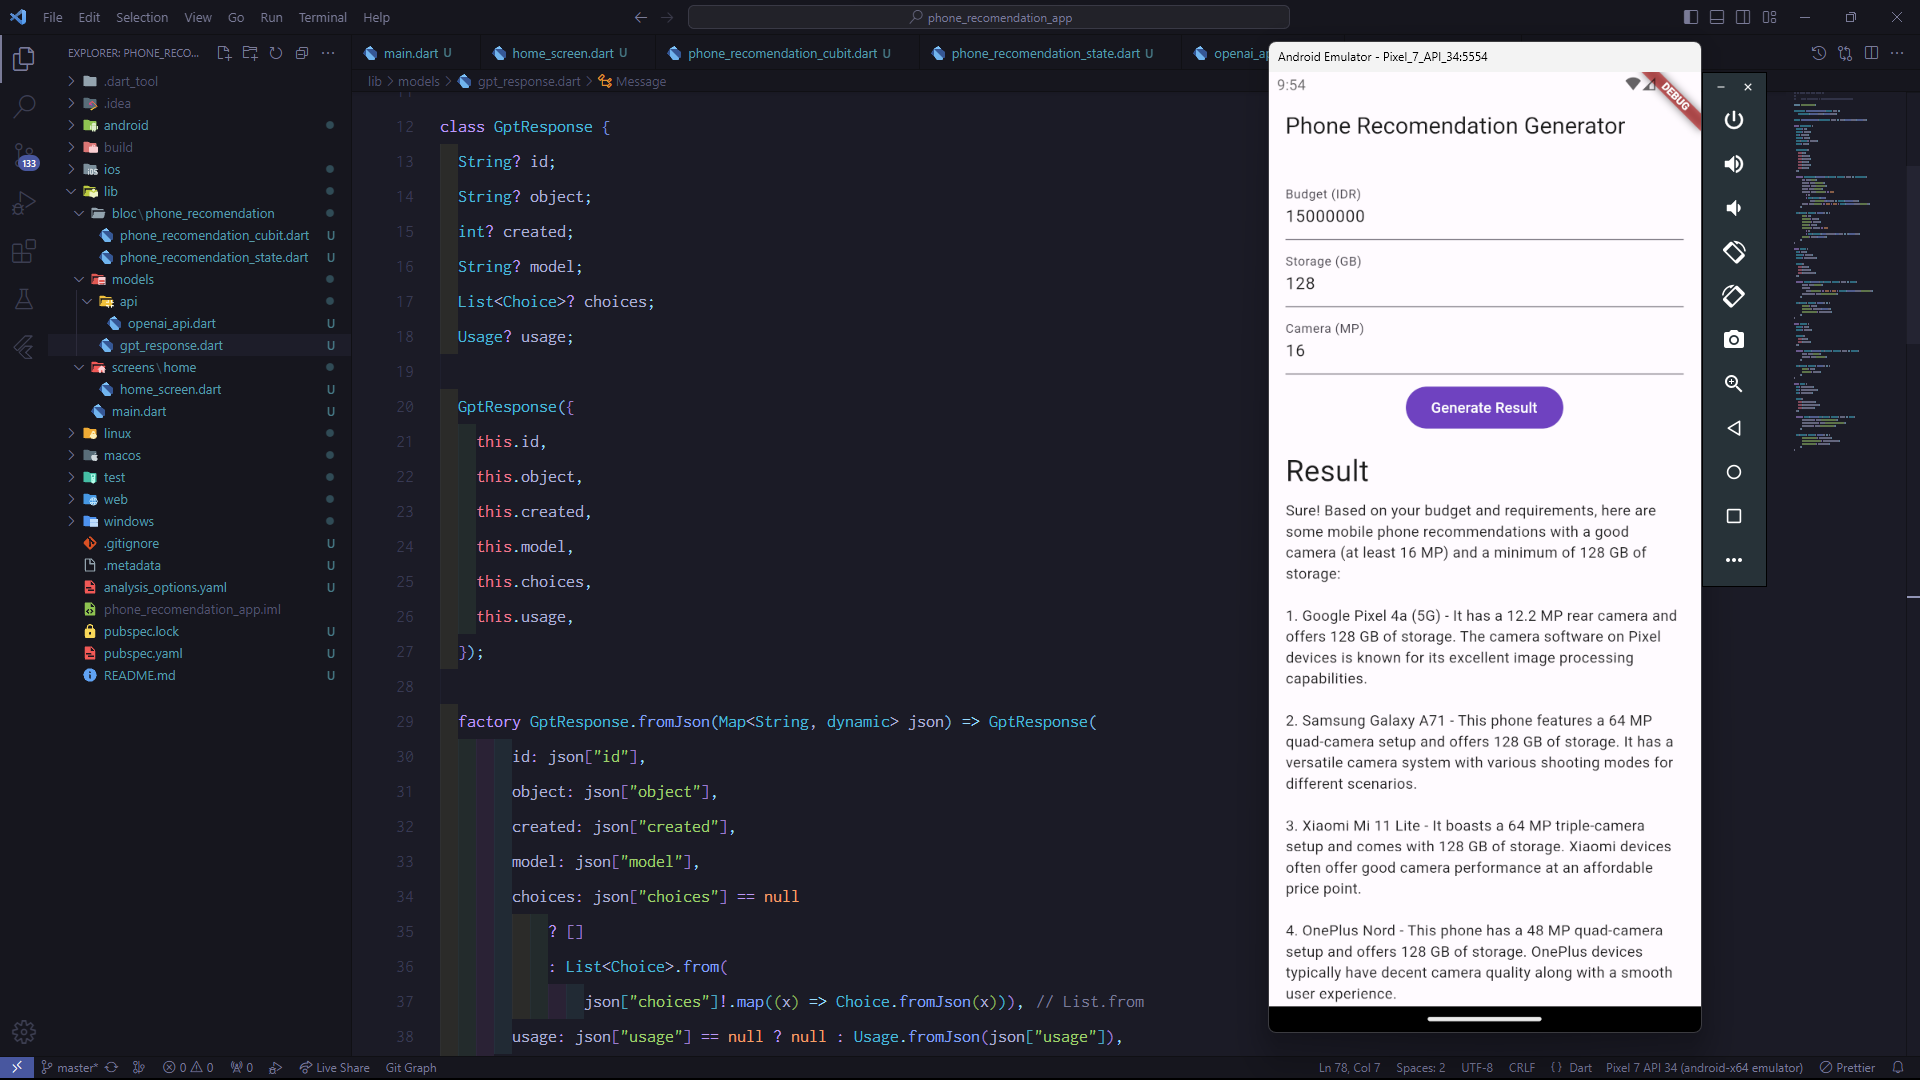 File Edit Selection View Go Run Terminal Help
phone_recomendation_app
EXPLORER: PHONE_RECO...
.dart_tool
.idea
android
build
ios
lib
bloc\phone_recomendation
phone_recomendation_cubit.dart U
phone_recomendation_state.dart U
models
api
openai_api.dart U
gpt_response.dart U
screens\home
home_screen.dart U
main.dart U
linux
macos
test
web
windows
.gitignore U
.metadata U
analysis_options.yaml U
phone_recomendation_app.iml
pubspec.lock U
pubspec.yaml U
README.md U
133
main.dart U home_screen.dart U phone_recomendation_cubit.dart U phone_recomendation_state.dart U openai_ap
lib > models > gpt_response.dart > Message
11
12 class GptResponse {
13 String? id;
14 String? object;
15 int? created;
16 String? model;
17 List<Choice>? choices;
18 Usage? usage;
19
20 GptResponse({
21 this.id,
22 this.object,
23 this.created,
24 this.model,
25 this.choices,
26 this.usage,
27 });
28
29 factory GptResponse.fromJson(Map<String, dynamic> json) => GptResponse(
30 id: json["id"],
31 object: json["object"],
32 created: json["created"],
33 model: json["model"],
34 choices: json["choices"] == null
35 ? []
36 : List<Choice>.from(
37 json["choices"]!.map((x) => Choice.fromJson(x))), // List.from
38 usage: json["usage"] == null ? null : Usage.fromJson(json["usage"]),
Android Emulator - Pixel_7_API_34:5554
9:54
DEBUG
Phone Recomendation Generator
Budget (IDR)
15000000
Storage (GB)
128
Camera (MP)
16
Generate Result
Result
Sure! Based on your budget and requirements, here are
some mobile phone recommendations with a good
camera (at least 16 MP) and a minimum of 128 GB of
storage:
1. Google Pixel 4a (5G) - It has a 12.2 MP rear camera and
offers 128 GB of storage. The camera software on Pixel
devices is known for its excellent image processing
capabilities.
2. Samsung Galaxy A71 - This phone features a 64 MP
quad-camera setup and offers 128 GB of storage. It has a
versatile camera system with various shooting modes for
different scenarios.
3. Xiaomi Mi 11 Lite - It boasts a 64 MP triple-camera
setup and comes with 128 GB of storage. Xiaomi devices
often offer good camera performance at an affordable
price point.
4. OnePlus Nord - This phone has a 48 MP quad-camera
setup and offers 128 GB of storage. OnePlus devices
typically have decent camera quality along with a smooth
user experience.
master* 0 0 0 Live Share Git Graph
Ln 78, Col 7 Spaces: 2 UTF-8 CRLF {} Dart Pixel 7 API 34 (android-x64 emulator) Prettier